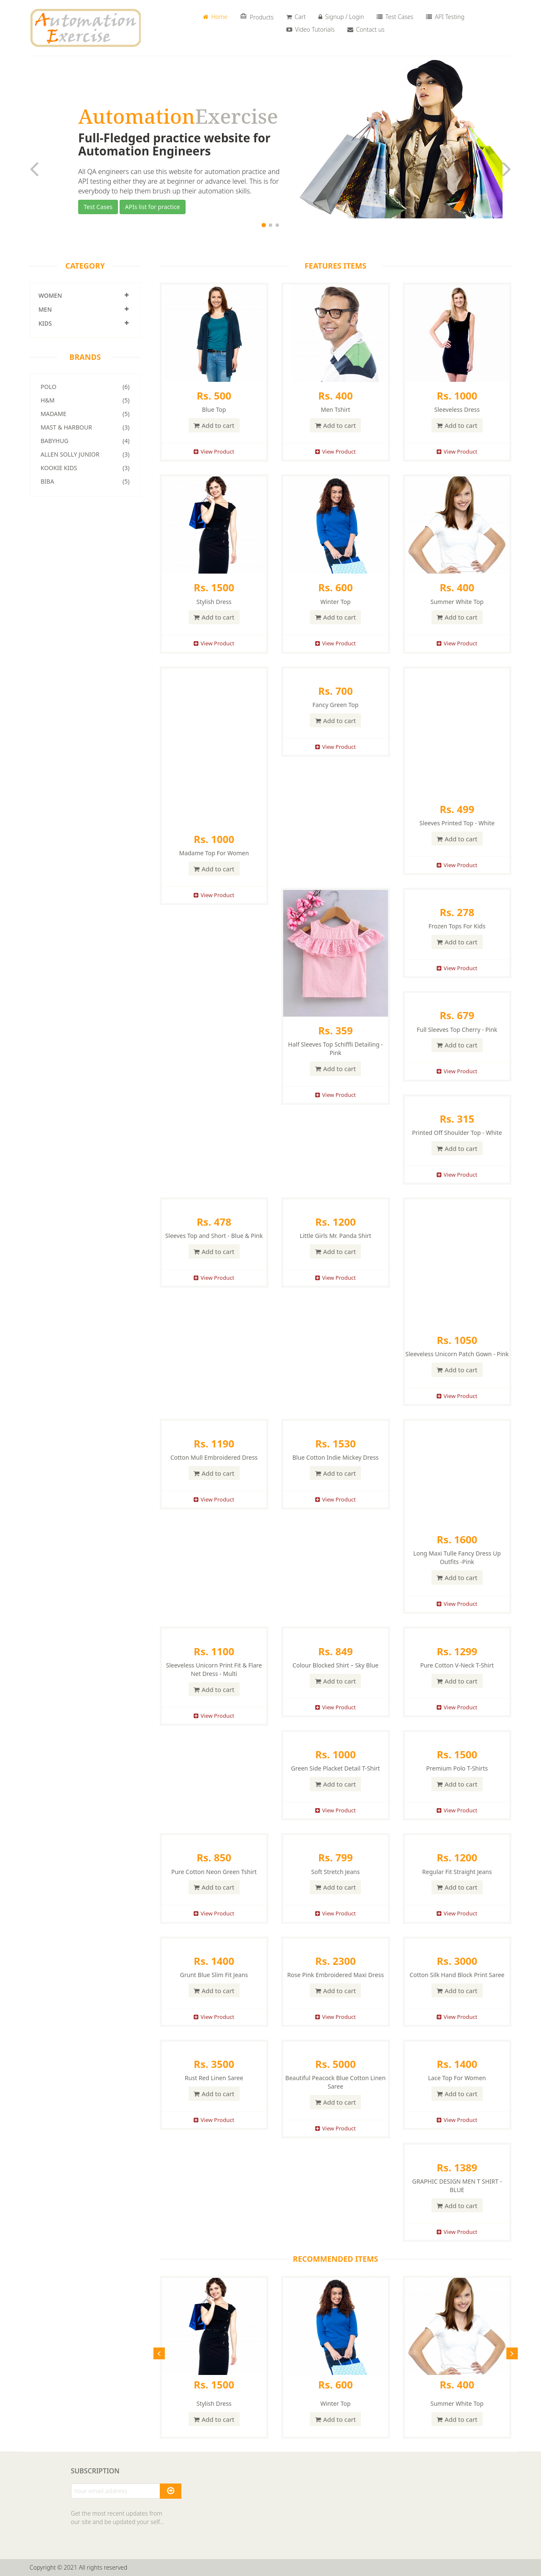 Automation
Exercise
Home
Products
Cart
Signup / Login
Test Cases
API Testing
Video Tutorials
Contact us
AutomationExercise
Full-Fledged practice website for
Automation Engineers
All QA engineers can use this website for automation practice and
API testing either they are at beginner or advance level. This is for
everybody to help them brush up their automation skills.
Test Cases
APIs list for practice
CATEGORY
WOMEN
MEN
KIDS
BRANDS
POLO (6)
H&M (5)
MADAME (5)
MAST & HARBOUR (3)
BABYHUG (4)
ALLEN SOLLY JUNIOR (3)
KOOKIE KIDS (3)
BIBA (5)
FEATURES ITEMS
Rs. 500
Blue Top
Add to cart
View Product
Rs. 400
Men Tshirt
Add to cart
View Product
Rs. 1000
Sleeveless Dress
Add to cart
View Product
Rs. 1500
Stylish Dress
Add to cart
View Product
Rs. 600
Winter Top
Add to cart
View Product
Rs. 400
Summer White Top
Add to cart
View Product
Rs. 1000
Madame Top For Women
Add to cart
View Product
Rs. 700
Fancy Green Top
Add to cart
View Product
Rs. 499
Sleeves Printed Top - White
Add to cart
View Product
Rs. 359
Half Sleeves Top Schiffli Detailing -
Pink
Add to cart
View Product
Rs. 278
Frozen Tops For Kids
Add to cart
View Product
Rs. 679
Full Sleeves Top Cherry - Pink
Add to cart
View Product
Rs. 315
Printed Off Shoulder Top - White
Add to cart
View Product
Rs. 478
Sleeves Top and Short - Blue & Pink
Add to cart
View Product
Rs. 1200
Little Girls Mr. Panda Shirt
Add to cart
View Product
Rs. 1050
Sleeveless Unicorn Patch Gown - Pink
Add to cart
View Product
Rs. 1190
Cotton Mull Embroidered Dress
Add to cart
View Product
Rs. 1530
Blue Cotton Indie Mickey Dress
Add to cart
View Product
Rs. 1600
Long Maxi Tulle Fancy Dress Up
Outfits -Pink
Add to cart
View Product
Rs. 1100
Sleeveless Unicorn Print Fit & Flare
Net Dress - Multi
Add to cart
View Product
Rs. 849
Colour Blocked Shirt – Sky Blue
Add to cart
View Product
Rs. 1299
Pure Cotton V-Neck T-Shirt
Add to cart
View Product
Rs. 1000
Green Side Placket Detail T-Shirt
Add to cart
View Product
Rs. 1500
Premium Polo T-Shirts
Add to cart
View Product
Rs. 850
Pure Cotton Neon Green Tshirt
Add to cart
View Product
Rs. 799
Soft Stretch Jeans
Add to cart
View Product
Rs. 1200
Regular Fit Straight Jeans
Add to cart
View Product
Rs. 1400
Grunt Blue Slim Fit Jeans
Add to cart
View Product
Rs. 2300
Rose Pink Embroidered Maxi Dress
Add to cart
View Product
Rs. 3000
Cotton Silk Hand Block Print Saree
Add to cart
View Product
Rs. 3500
Rust Red Linen Saree
Add to cart
View Product
Rs. 5000
Beautiful Peacock Blue Cotton Linen
Saree
Add to cart
View Product
Rs. 1400
Lace Top For Women
Add to cart
View Product
Rs. 1389
GRAPHIC DESIGN MEN T SHIRT -
BLUE
Add to cart
View Product
RECOMMENDED ITEMS
Rs. 1500
Stylish Dress
Add to cart
Rs. 600
Winter Top
Add to cart
Rs. 400
Summer White Top
Add to cart
SUBSCRIPTION
Your email address
Get the most recent updates from
our site and be updated your self...
Copyright © 2021 All rights reserved